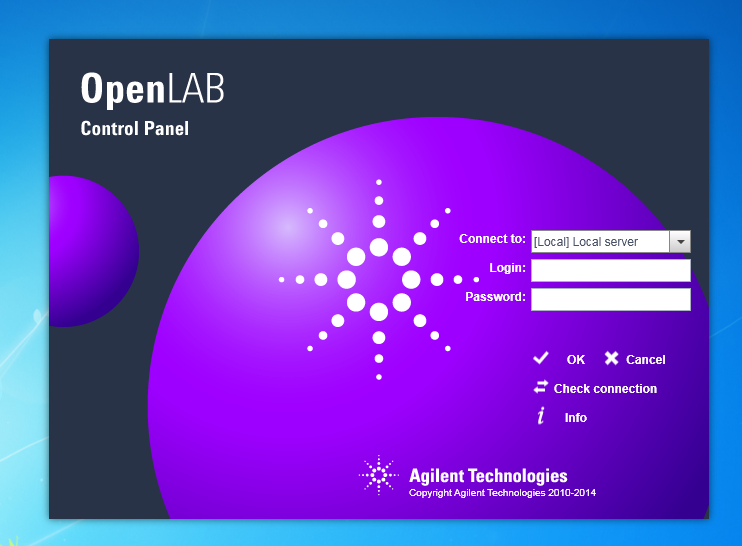 OpenLAB
Control Panel
Connect to: [Local] Local server
Login:
Password:
OK Cancel
Check connection
Info
Agilent Technologies
Copyright Agilent Technologies 2010-2014